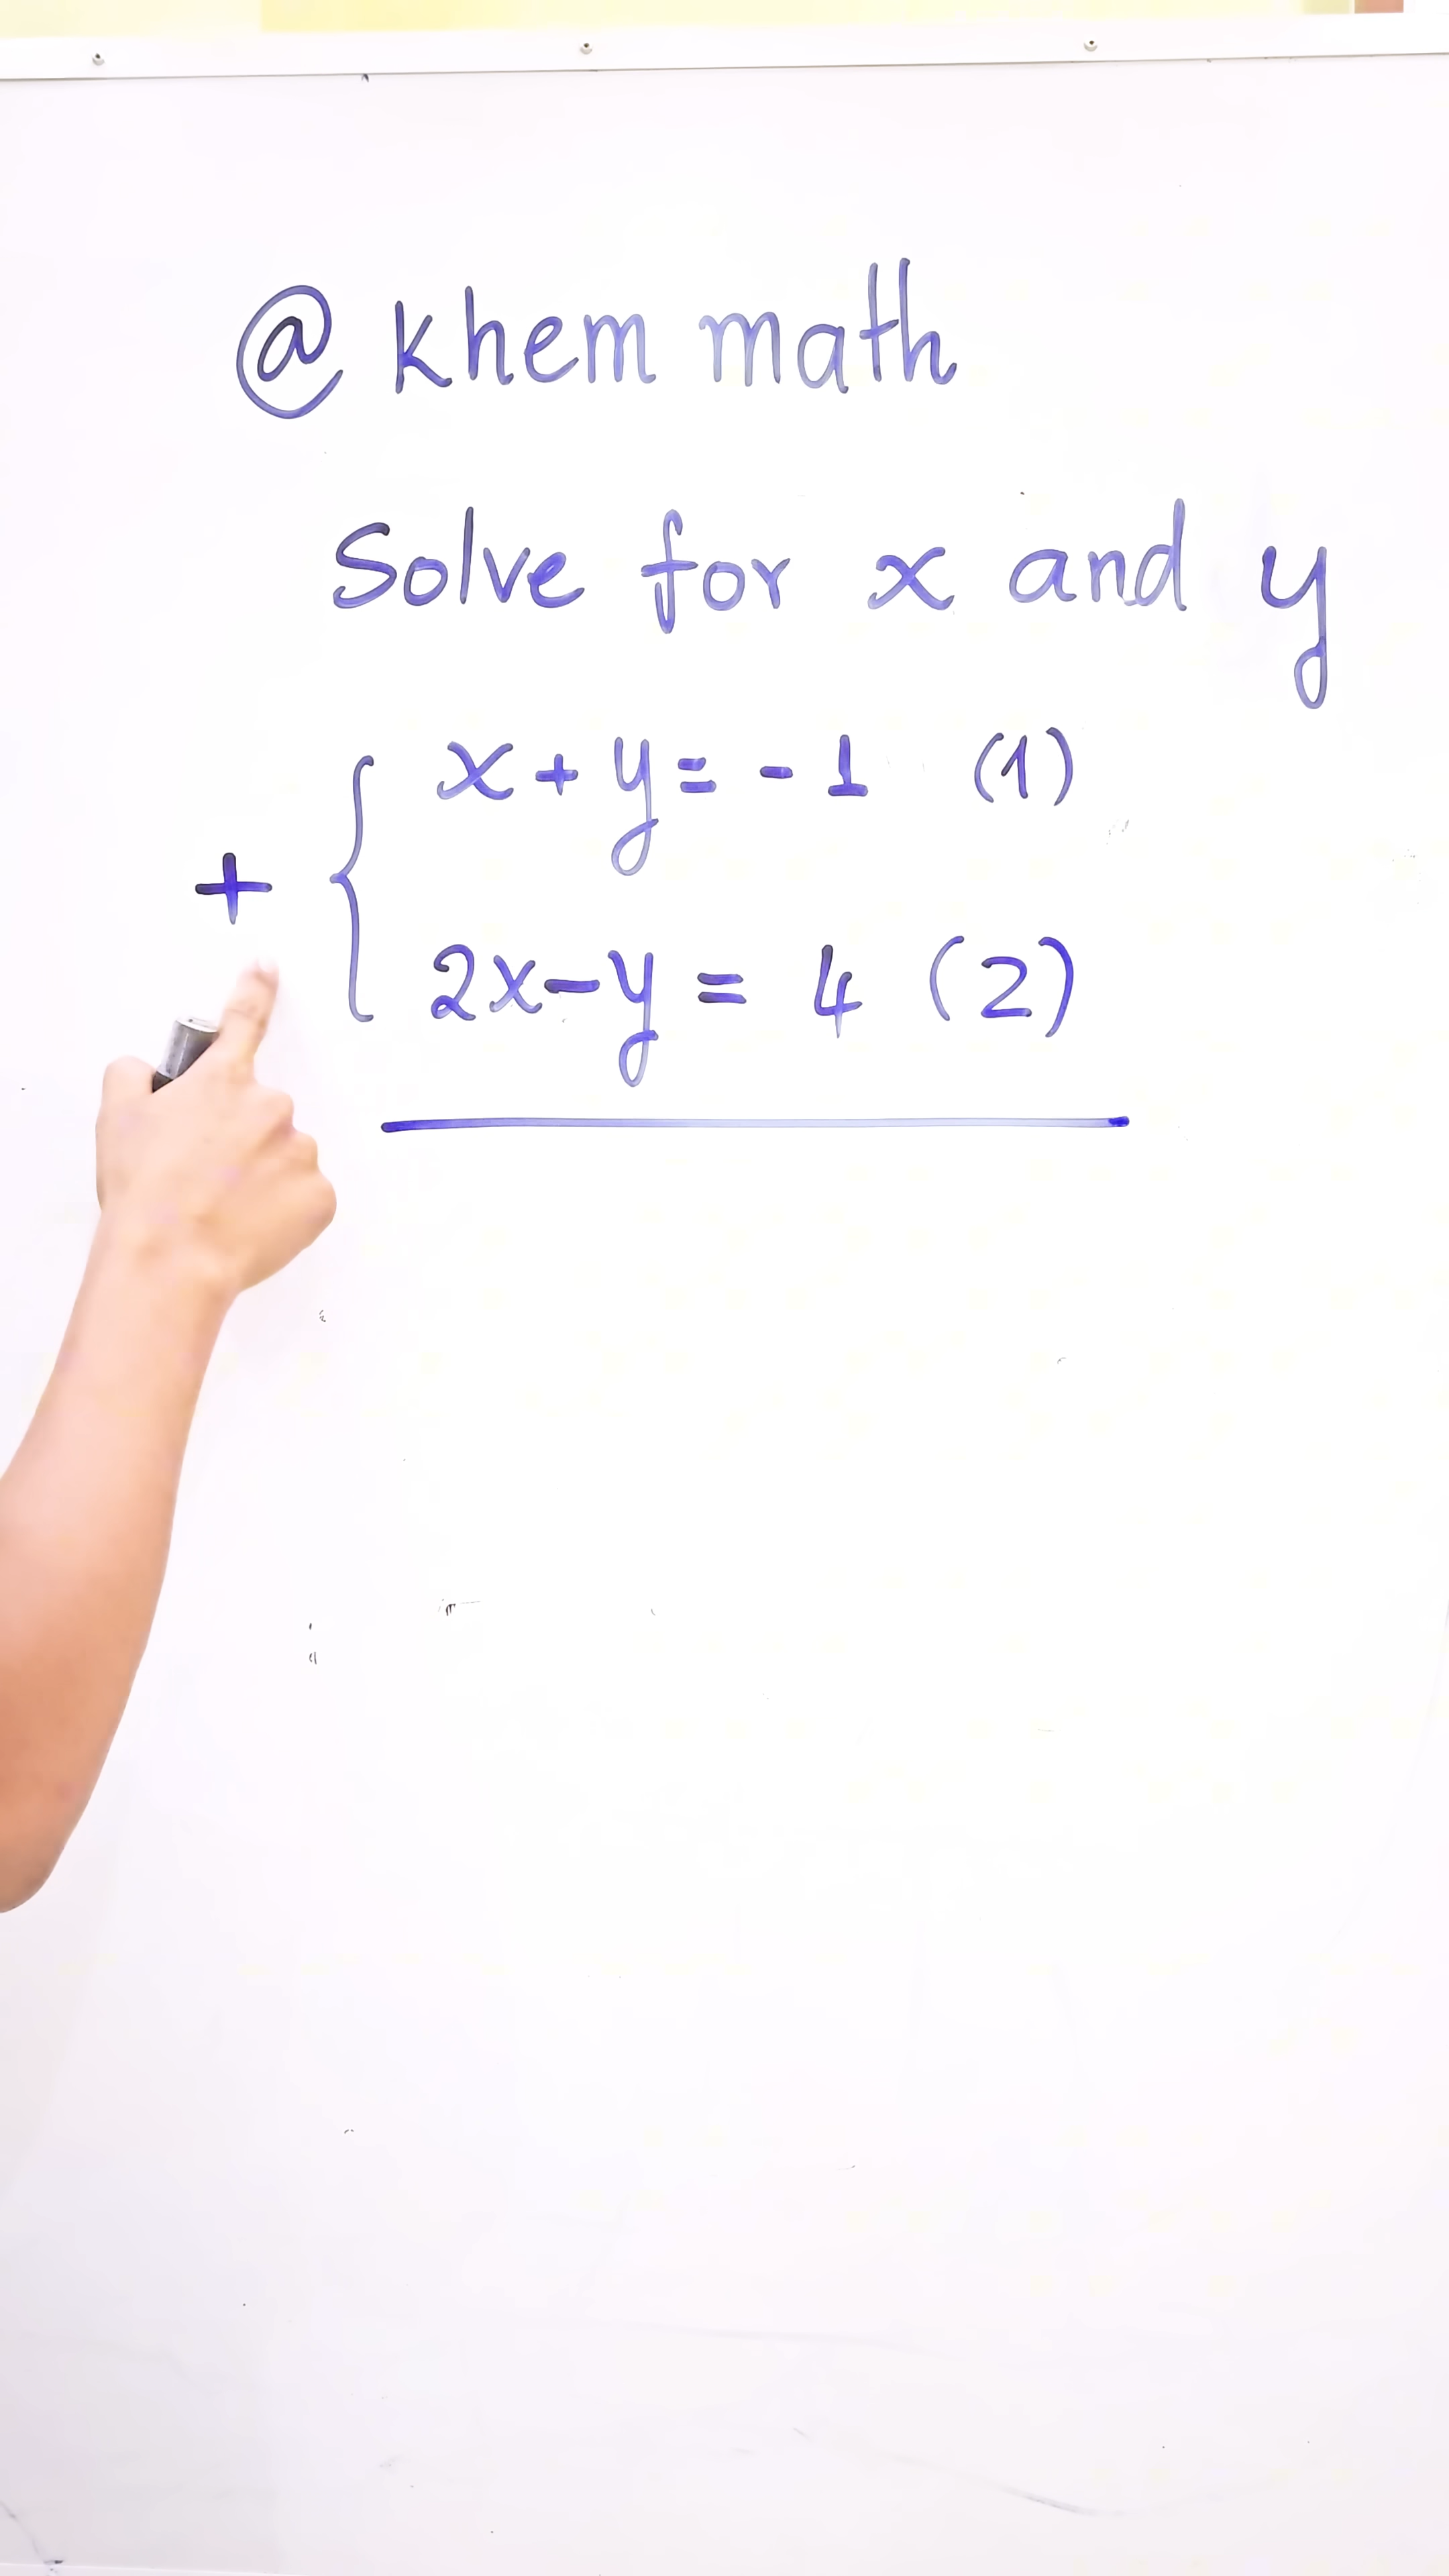 @ khem math
Solve for x and y
x + y = - 1 (1)
+
2x - y = 4 (2)